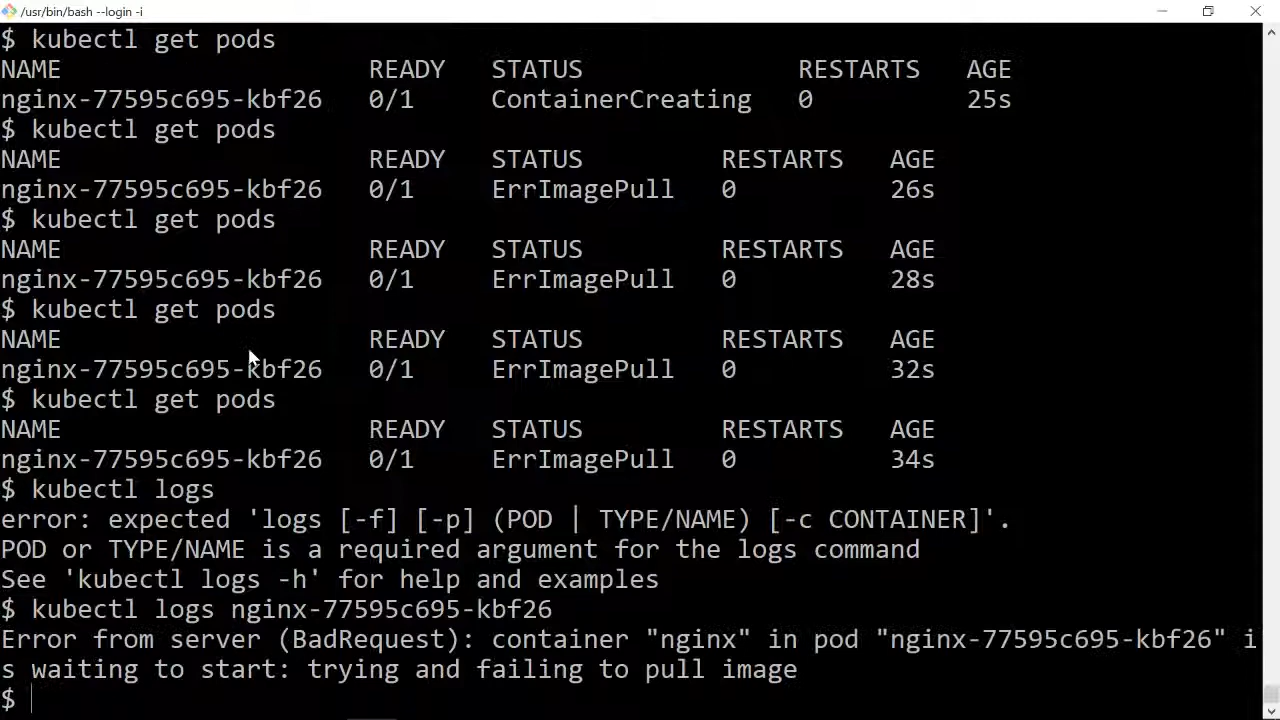 /usr/bin/bash --login -i
$ kubectl get pods
NAME                    READY   STATUS              RESTARTS   AGE
nginx-77595c695-kbf26   0/1     ContainerCreating   0          25s
$ kubectl get pods
NAME                    READY   STATUS         RESTARTS   AGE
nginx-77595c695-kbf26   0/1     ErrImagePull   0          26s
$ kubectl get pods
NAME                    READY   STATUS         RESTARTS   AGE
nginx-77595c695-kbf26   0/1     ErrImagePull   0          28s
$ kubectl get pods
NAME                    READY   STATUS         RESTARTS   AGE
nginx-77595c695-kbf26   0/1     ErrImagePull   0          32s
$ kubectl get pods
NAME                    READY   STATUS         RESTARTS   AGE
nginx-77595c695-kbf26   0/1     ErrImagePull   0          34s
$ kubectl logs
error: expected 'logs [-f] [-p] (POD | TYPE/NAME) [-c CONTAINER]'.
POD or TYPE/NAME is a required argument for the logs command
See 'kubectl logs -h' for help and examples
$ kubectl logs nginx-77595c695-kbf26
Error from server (BadRequest): container "nginx" in pod "nginx-77595c695-kbf26" i
s waiting to start: trying and failing to pull image
$